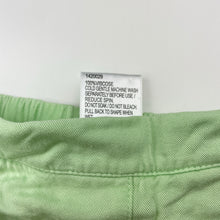 1420029
100%VISCOSE
COLD GENTLE MACHINE WASH
SEPARATELY BEFORE USE /
REDUCE SPIN.
DO NOT SOAK / DO NOT BLEACH
PULL BACK TO SHAPE WHEN
WET